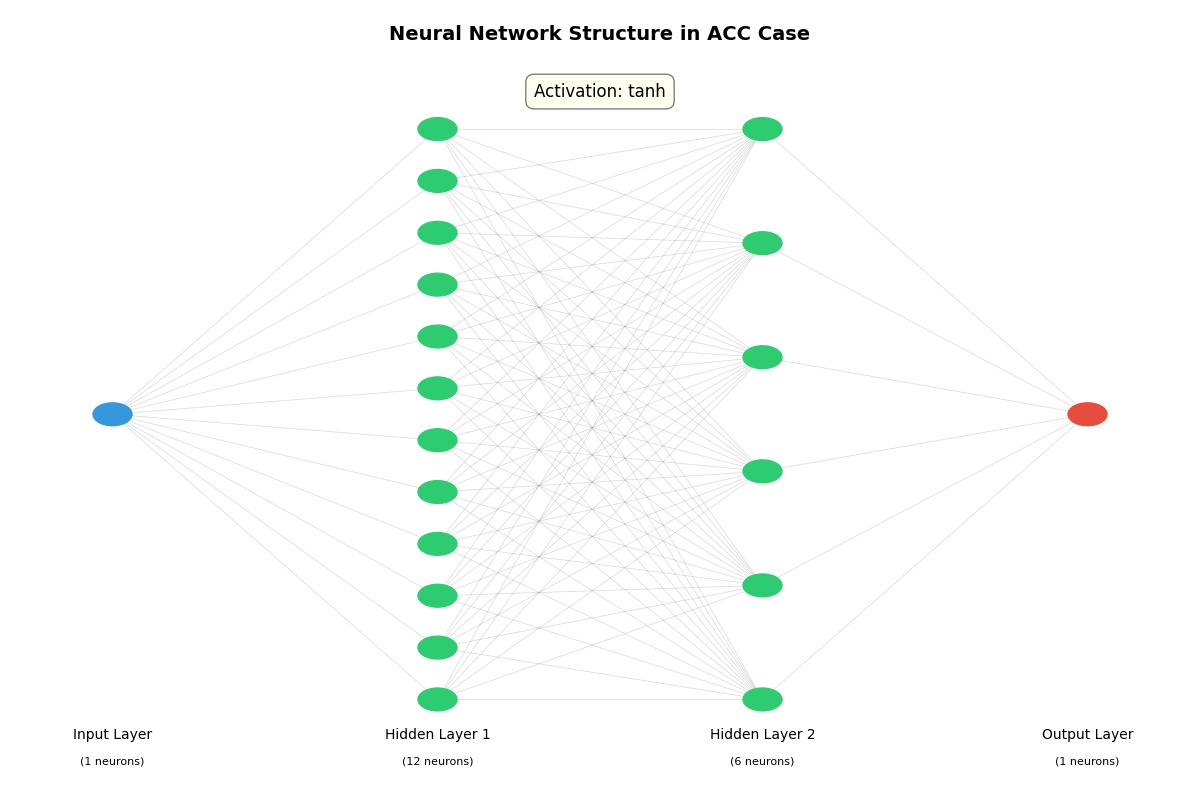 Neural Network Structure in ACC Case
Activation: tanh
Input Layer
(1 neurons)
Hidden Layer 1
(12 neurons)
Hidden Layer 2
(6 neurons)
Output Layer
(1 neurons)